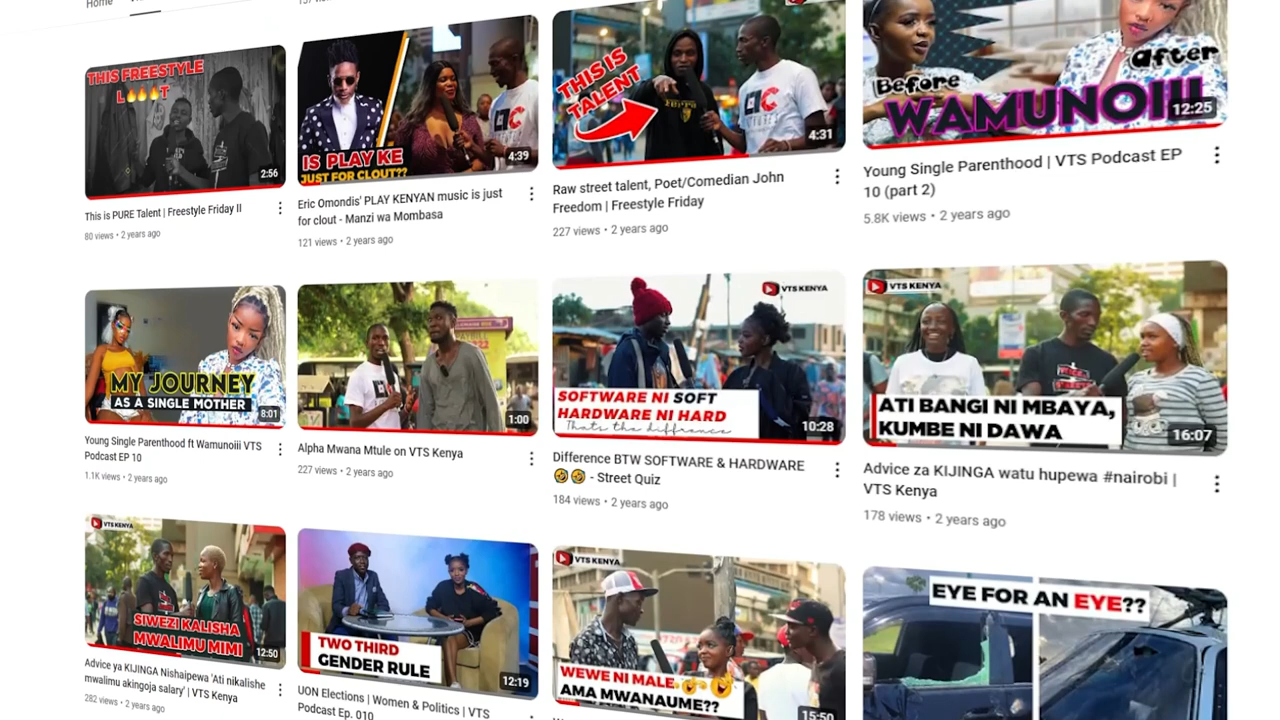 Home
THIS FREESTYLE
L🔥🔥🔥T
2:56
This is PURE Talent | Freestyle Friday II
80 views • 2 years ago
IS PLAY KE
JUST FOR CLOUT??
4:39
Eric Omondis' PLAY KENYAN music is just
for clout - Manzi wa Mombasa
121 views • 2 years ago
THIS IS
TALENT
4:31
Raw street talent, Poet/Comedian John
Freedom | Freestyle Friday
227 views • 2 years ago
Before
after
WAMUNOIII
12:25
Young Single Parenthood | VTS Podcast EP
10 (part 2)
5.8K views • 2 years ago
MY JOURNEY
AS A SINGLE MOTHER
8:01
Young Single Parenthood ft Wamunoiii VTS
Podcast EP 10
1.1K views • 2 years ago
1:00
Alpha Mwana Mtule on VTS Kenya
227 views • 2 years ago
VTS KENYA
SOFTWARE NI SOFT
HARDWARE NI HARD
Thats the diffrence
10:28
Difference BTW SOFTWARE & HARDWARE
🤣🤣 - Street Quiz
184 views • 2 years ago
VTS KENYA
ATI BANGI NI MBAYA,
KUMBE NI DAWA
16:07
Advice za KIJINGA watu hupewa #nairobi |
VTS Kenya
178 views • 2 years ago
VTS KENYA
SIWEZI KALISHA
MWALIMU MIMI
12:50
Advice ya KIJINGA Nishaipewa 'Ati nikalishe
mwalimu akingoja salary' | VTS Kenya
282 views • 2 years ago
TWO THIRD
GENDER RULE
12:19
UON Elections | Women & Politics | VTS
Podcast Ep. 010
VTS KENYA
WEWE NI MALE
AMA MWANAUME??
15:50
EYE FOR AN EYE??